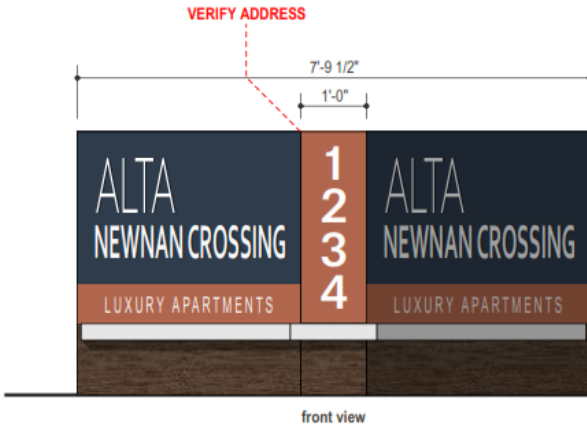 VERIFY ADDRESS
7'-9 1/2"
1'-0"
ALTA
NEWNAN CROSSING
LUXURY APARTMENTS
1
2
3
4
ALTA
NEWNAN CROSSING
LUXURY APARTMENTS
front view